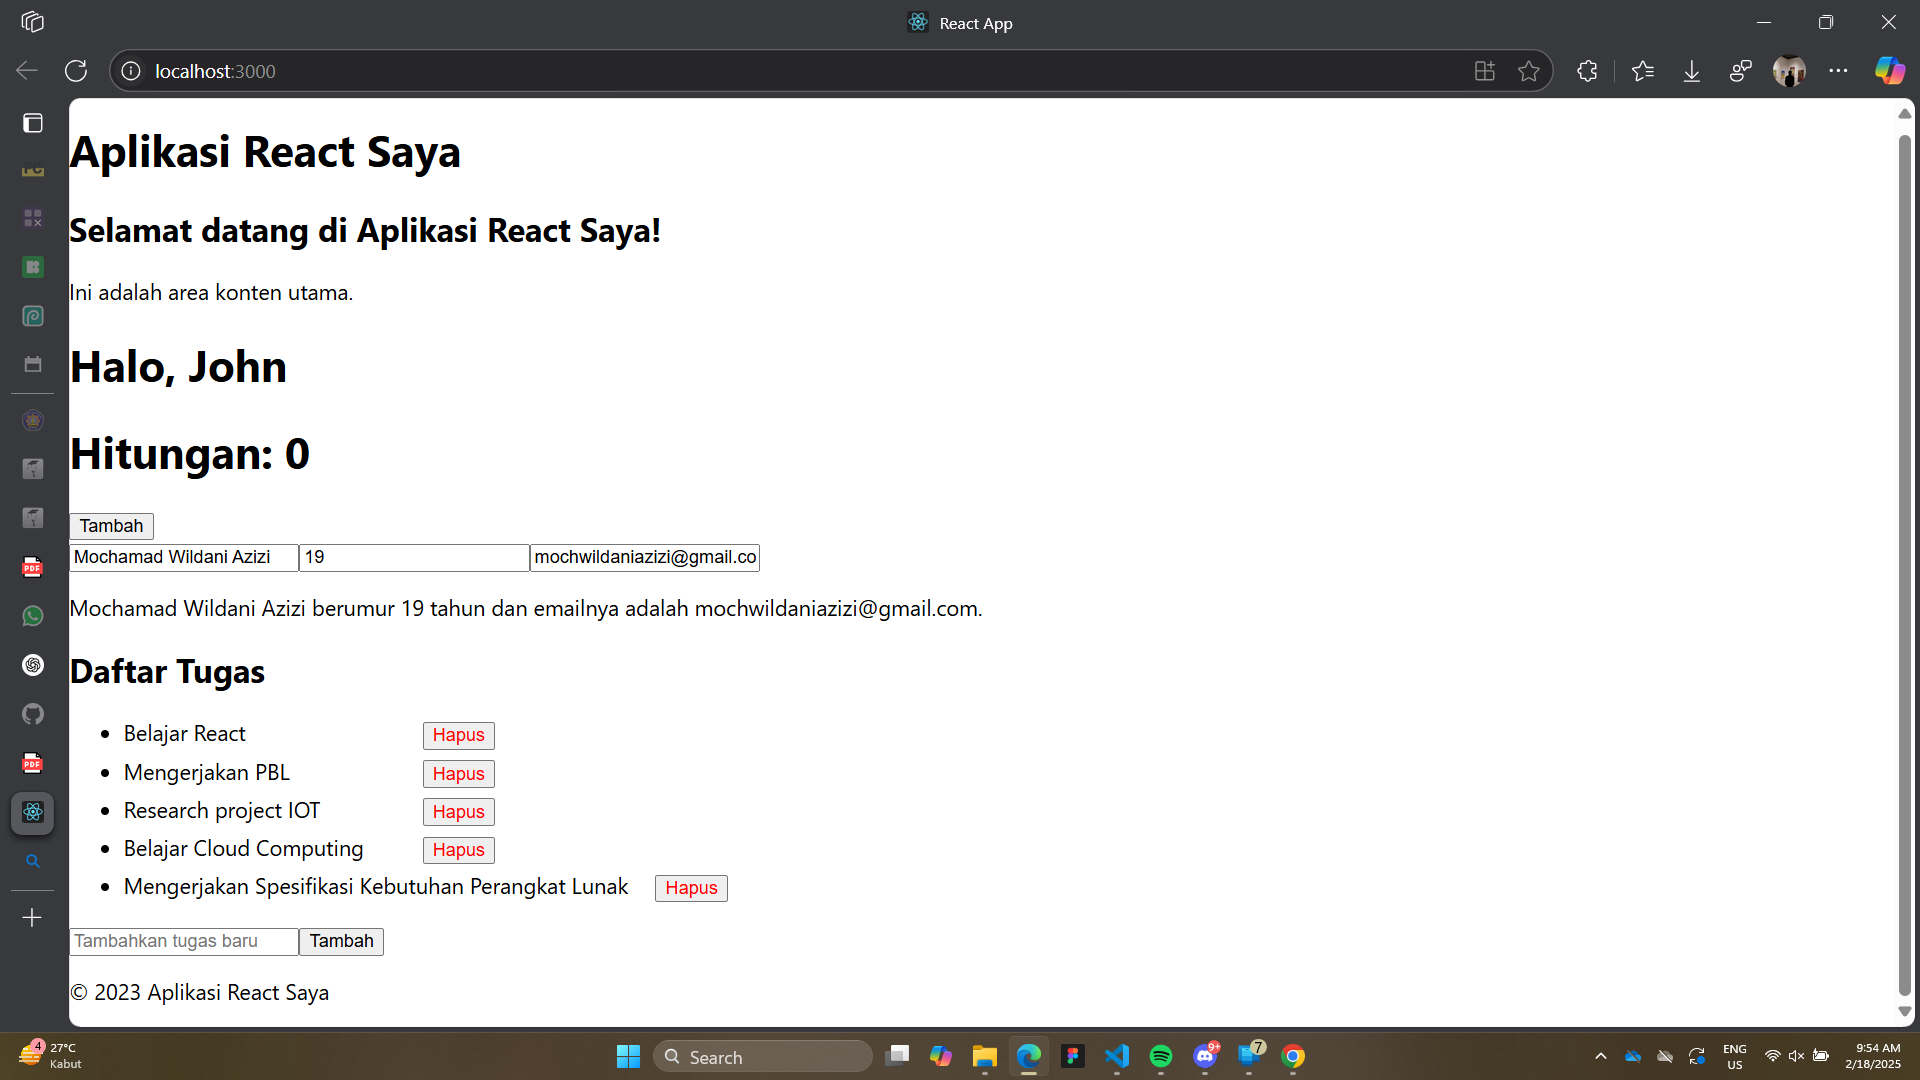 React App
localhost:3000
Aplikasi React Saya
Selamat datang di Aplikasi React Saya!
Ini adalah area konten utama.
Halo, John
Hitungan: 0
Tambah
Mochamad Wildani Azizi 19 mochwildaniazizi@gmail.co
Mochamad Wildani Azizi berumur 19 tahun dan emailnya adalah mochwildaniazizi@gmail.com.
Daftar Tugas
Belajar React Hapus
Mengerjakan PBL Hapus
Research project IOT Hapus
Belajar Cloud Computing Hapus
Mengerjakan Spesifikasi Kebutuhan Perangkat Lunak Hapus
Tambahkan tugas baru Tambah
© 2023 Aplikasi React Saya
PDF
PDF
4
27°C
Kabut
Search
9+
7
ENG
US
9:54 AM
2/18/2025